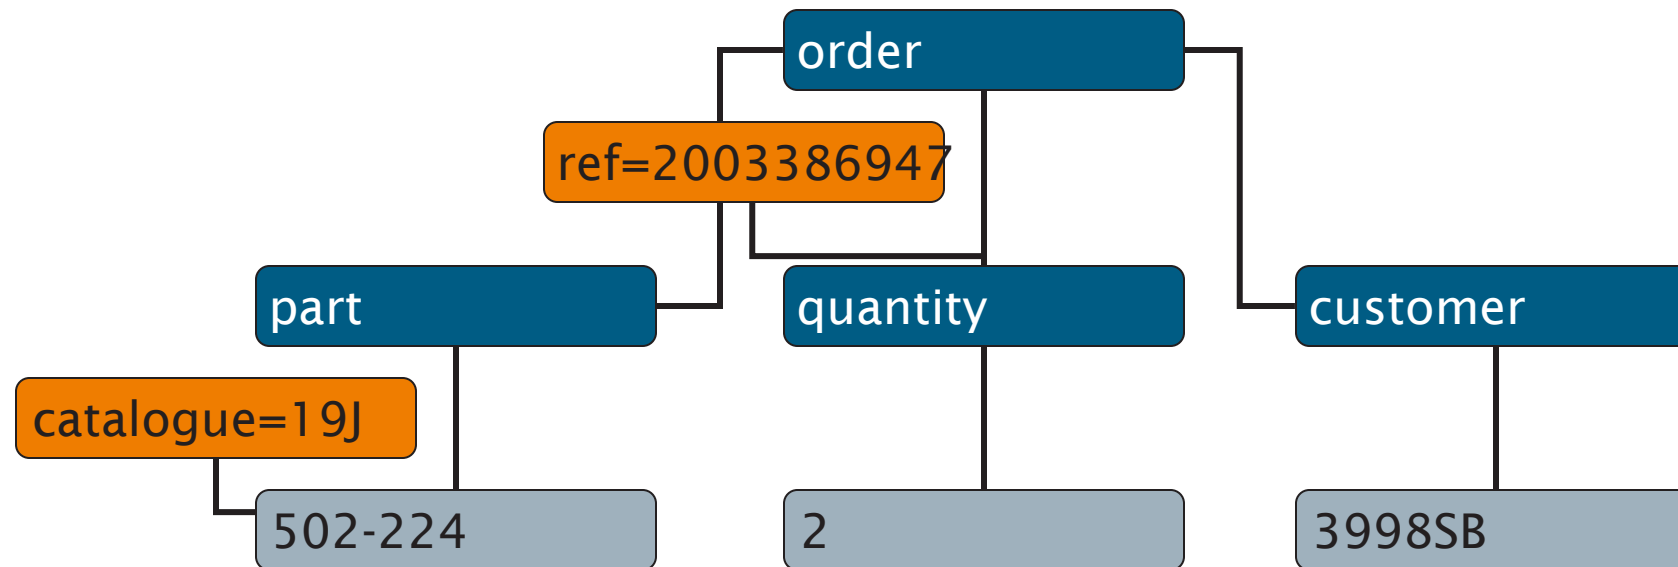 order
ref=2003386947
part
quantity
customer
catalogue=19J
502-224
2
3998SB